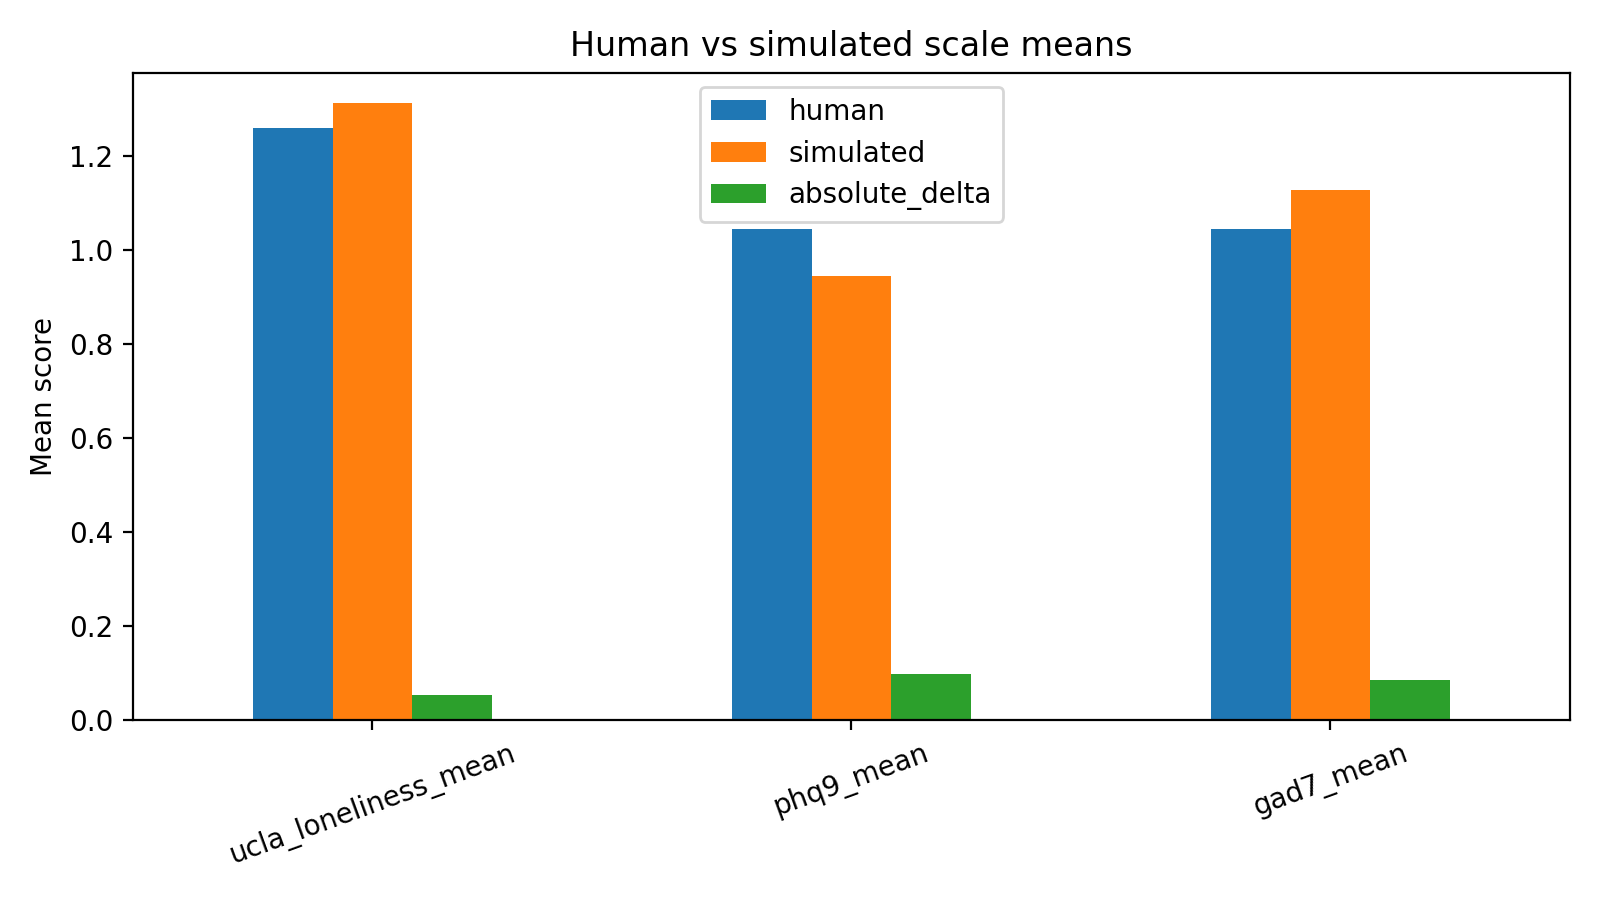 Human vs simulated scale means
human
simulated
absolute_delta
Mean score
1.2
1.0
0.8
0.6
0.4
0.2
0.0
ucla_loneliness_mean
phq9_mean
gad7_mean